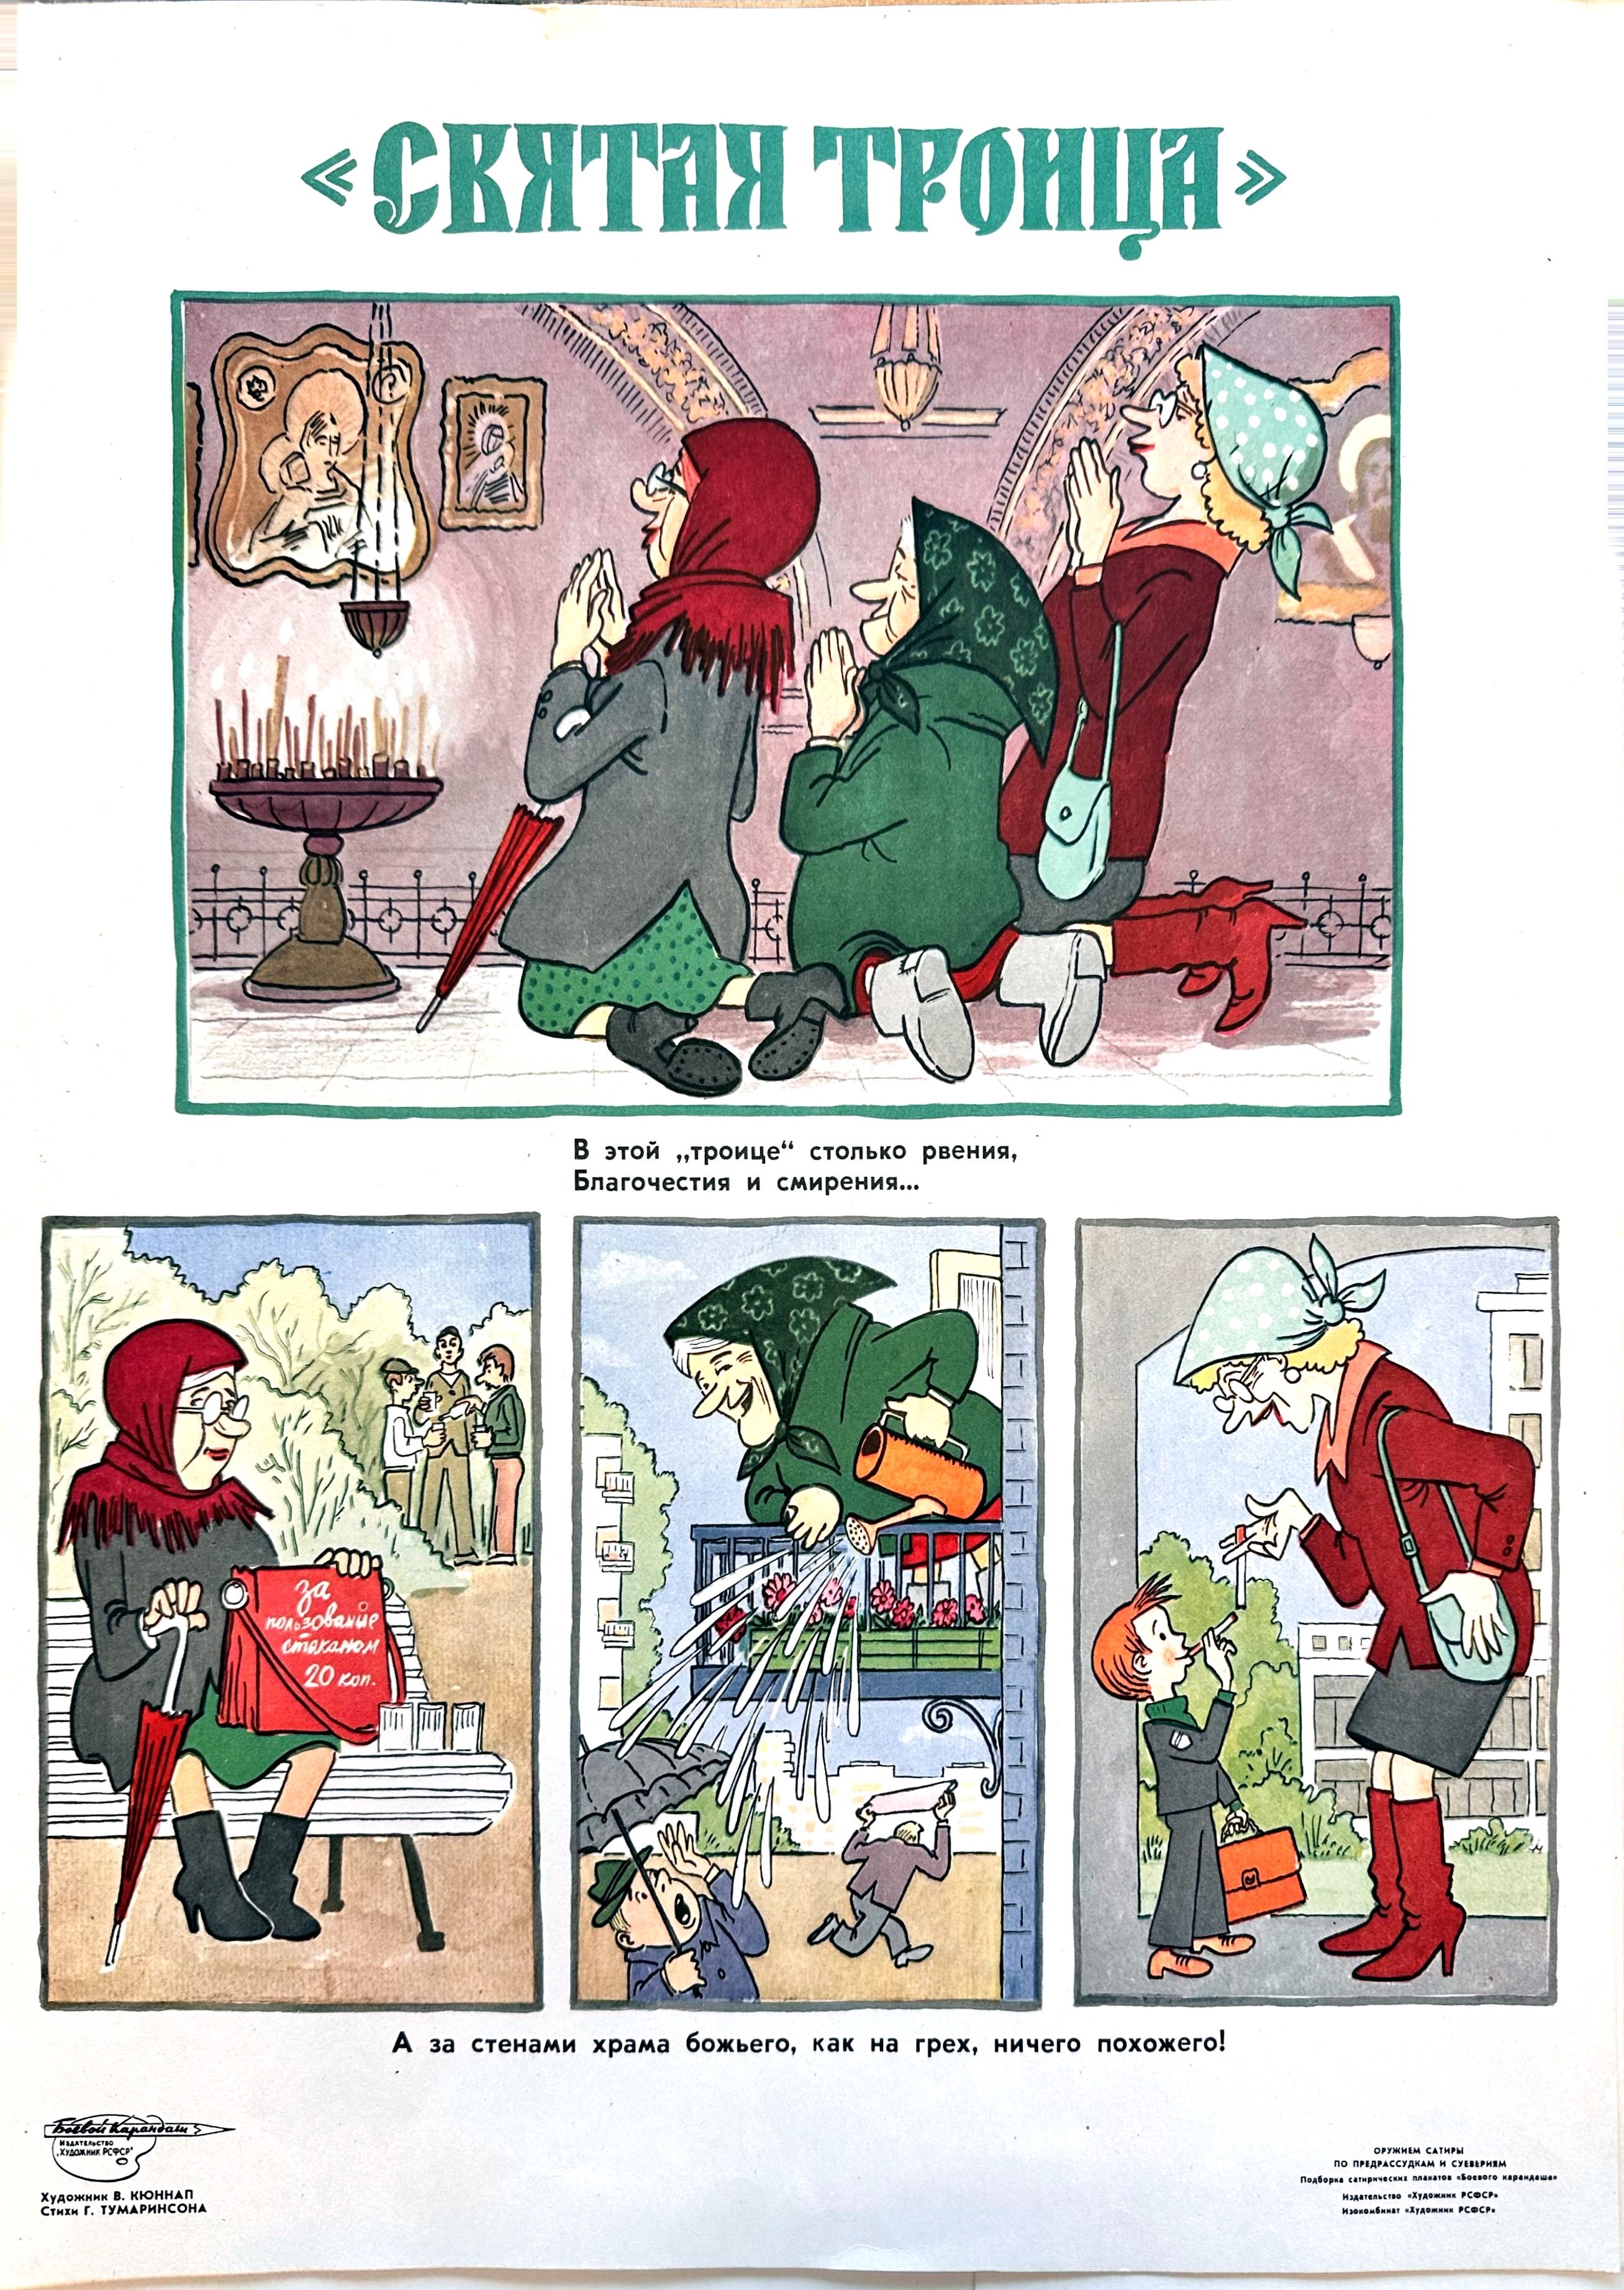 «СВЯТАЯ ТРОИЦА»
В этой „троице“ столько рвения,
Благочестия и смирения...
за
пользование
стаканом
20 коп.
А за стенами храма божьего, как на грех, ничего похожего!
Боевой Карандаш
ИЗДАТЕЛЬСТВО
„ХУДОЖНИК РСФСР“
Художник В. КЮННАП
Стихи Г. ТУМАРИНСОНА
ОРУЖИЕМ САТИРЫ
ПО ПРЕДРАССУДКАМ И СУЕВЕРИЯМ
Подборка сатирических плакатов «Боевого карандаша»
Издательство «Художник РСФСР»
Изокомбинат «Художник РСФСР»